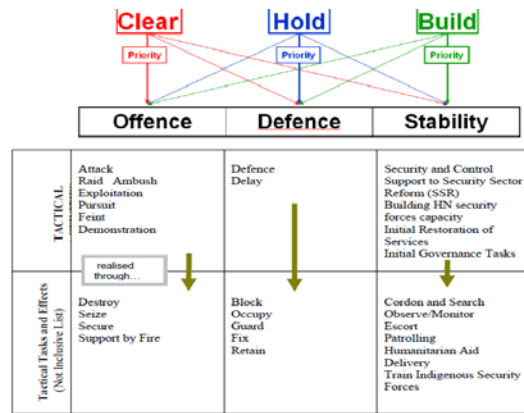 Clear Hold Build
Priority Priority Priority
Offence Defence Stability
TACTICAL
Attack
Raid Ambush
Exploitation
Pursuit
Feint
Demonstration
Defence
Delay
Security and Control
Support to Security Sector
Reform (SSR)
Building HN security
forces capacity
Initial Restoration of
Services
Initial Governance Tasks
realised
through…
Tactical Tasks and Effects
(Not Inclusive List)
Destroy
Seize
Secure
Support by Fire
Block
Occupy
Guard
Fix
Retain
Cordon and Search
Observe/Monitor
Escort
Patrolling
Humanitarian Aid
Delivery
Train Indigenous Security
Forces